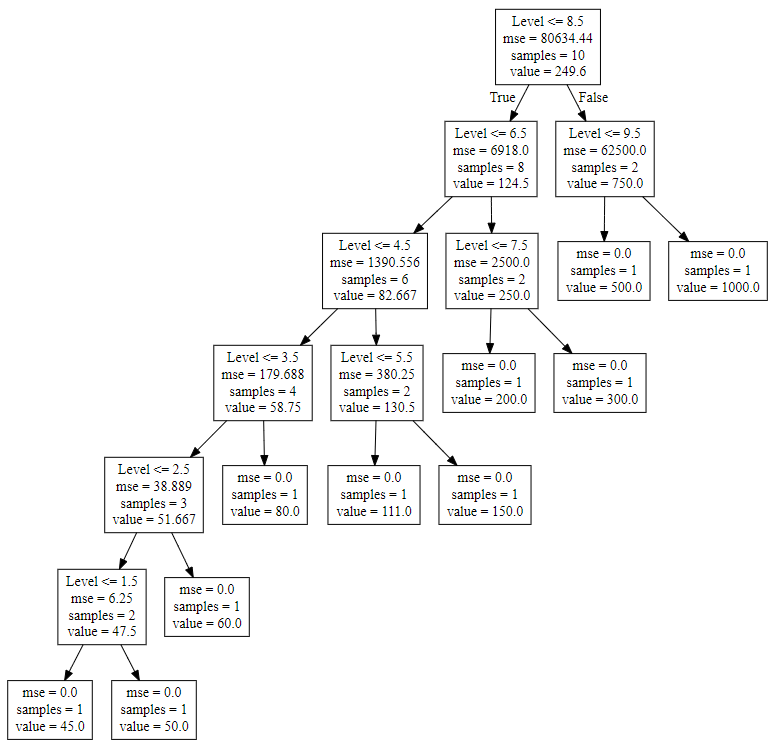 Level <= 8.5
mse = 80634.44
samples = 10
value = 249.6
True
False
Level <= 6.5
mse = 6918.0
samples = 8
value = 124.5
Level <= 9.5
mse = 62500.0
samples = 2
value = 750.0
Level <= 4.5
mse = 1390.556
samples = 6
value = 82.667
Level <= 7.5
mse = 2500.0
samples = 2
value = 250.0
mse = 0.0
samples = 1
value = 500.0
mse = 0.0
samples = 1
value = 1000.0
Level <= 3.5
mse = 179.688
samples = 4
value = 58.75
Level <= 5.5
mse = 380.25
samples = 2
value = 130.5
mse = 0.0
samples = 1
value = 200.0
mse = 0.0
samples = 1
value = 300.0
Level <= 2.5
mse = 38.889
samples = 3
value = 51.667
mse = 0.0
samples = 1
value = 80.0
mse = 0.0
samples = 1
value = 111.0
mse = 0.0
samples = 1
value = 150.0
Level <= 1.5
mse = 6.25
samples = 2
value = 47.5
mse = 0.0
samples = 1
value = 60.0
mse = 0.0
samples = 1
value = 45.0
mse = 0.0
samples = 1
value = 50.0